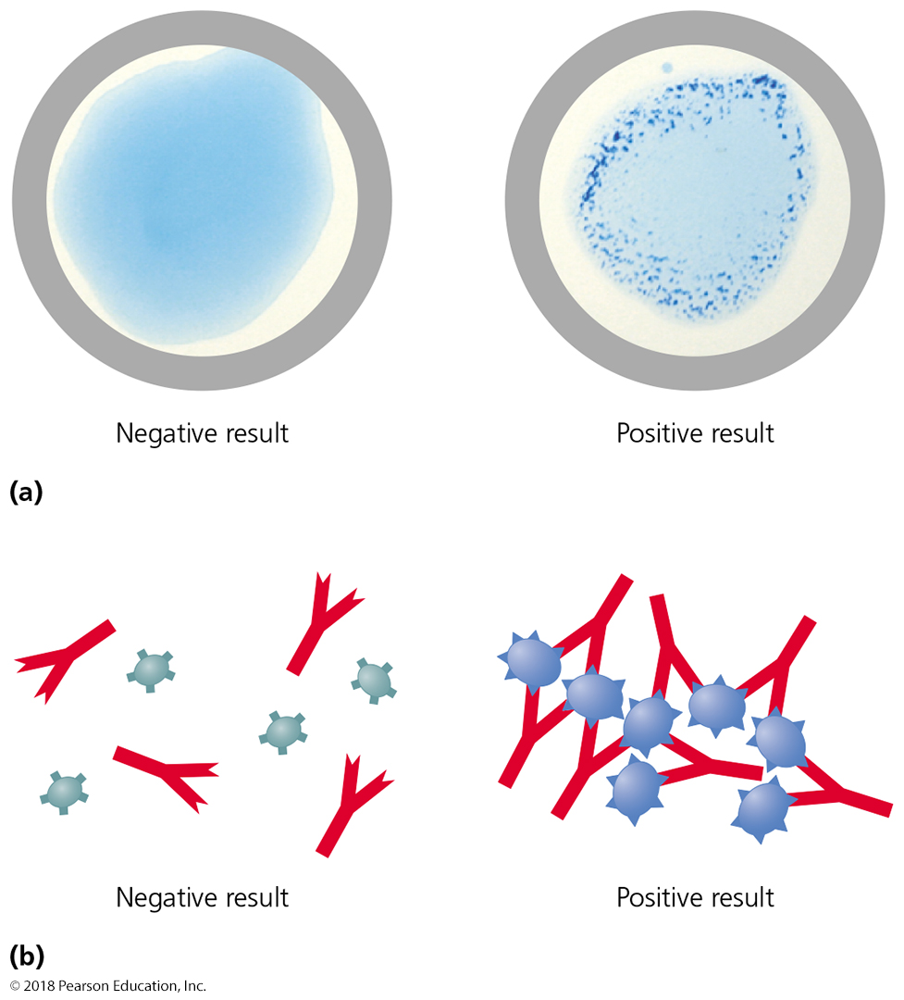 Negative result
Positive result
(a)
Negative result
Positive result
(b)
© 2018 Pearson Education, Inc.